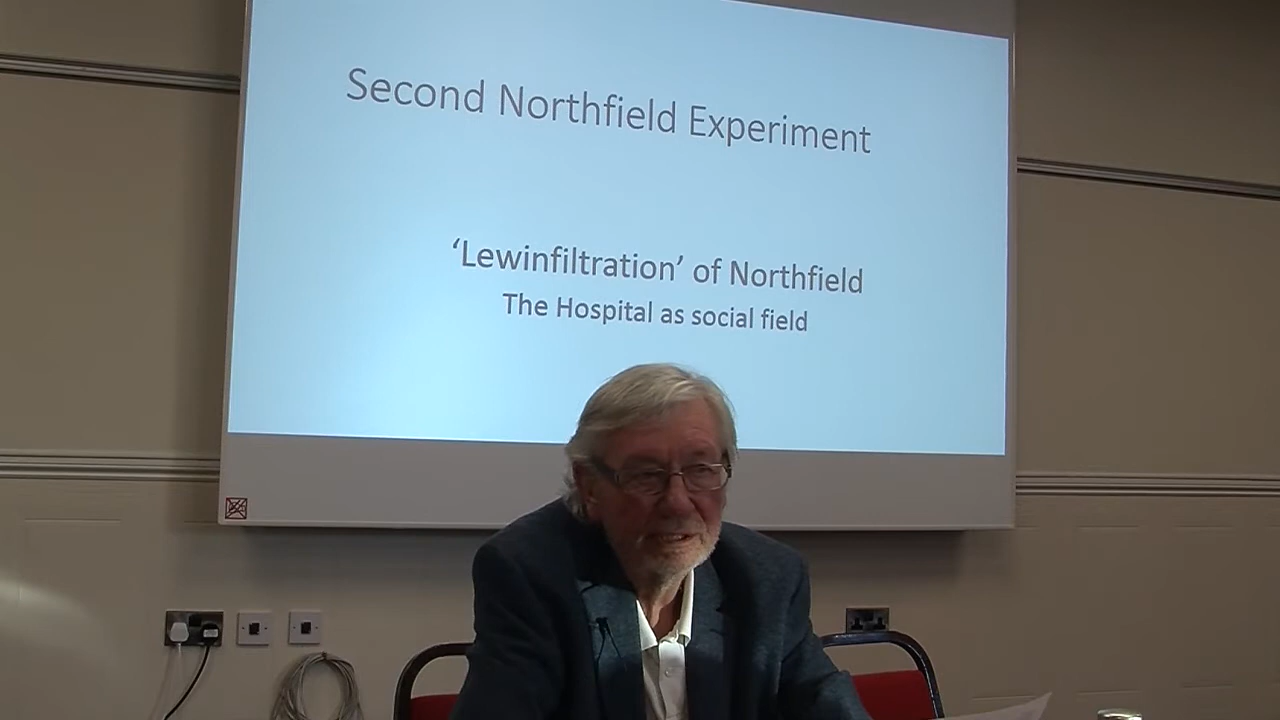 Second Northfield Experiment
‘Lewinfiltration’ of Northfield
The Hospital as social field